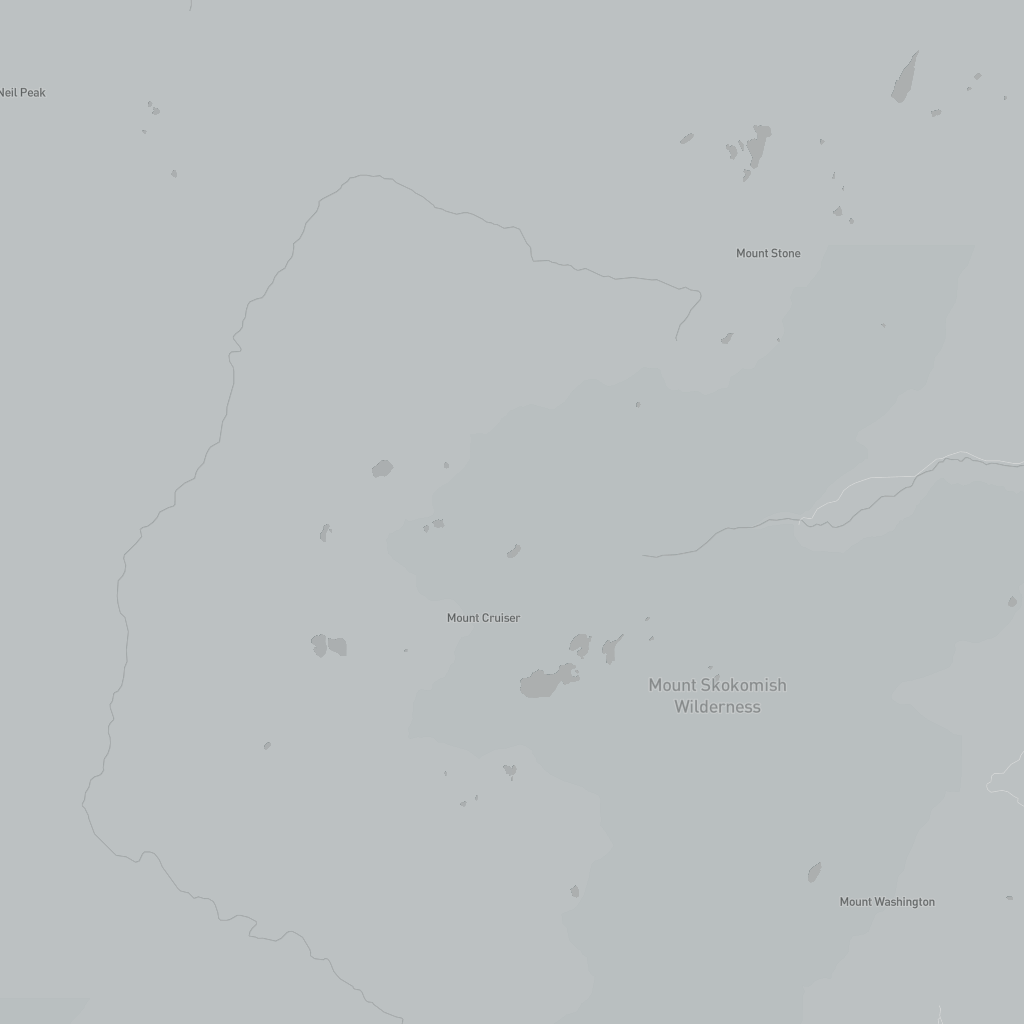 Neil Peak
Mount Stone
Mount Cruiser
Mount Skokomish
Wilderness
Mount Washington